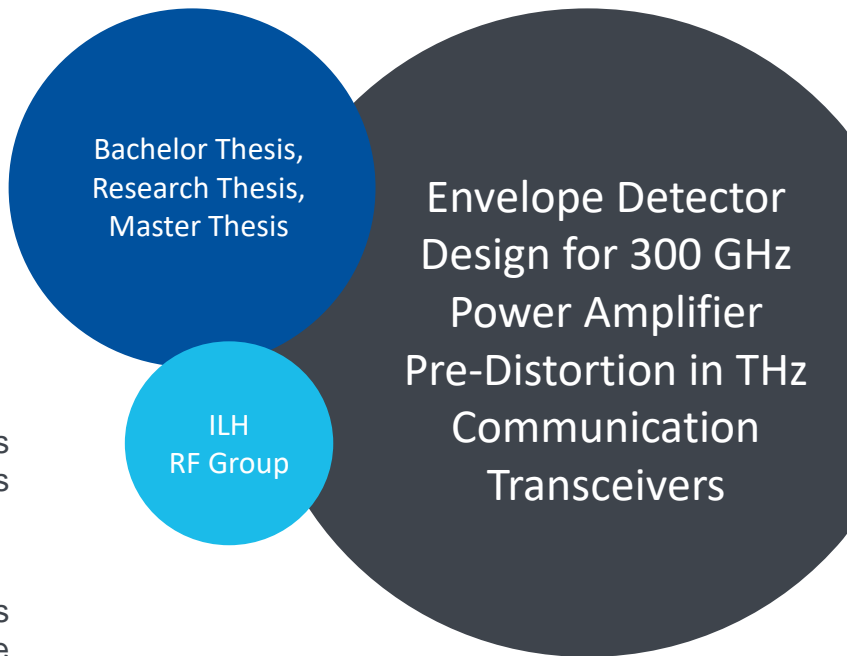 Bachelor Thesis,
Research Thesis,
Master Thesis
Envelope Detector
Design for 300 GHz
Power Amplifier
Pre-Distortion in THz
Communication
Transceivers
ILH
RF Group